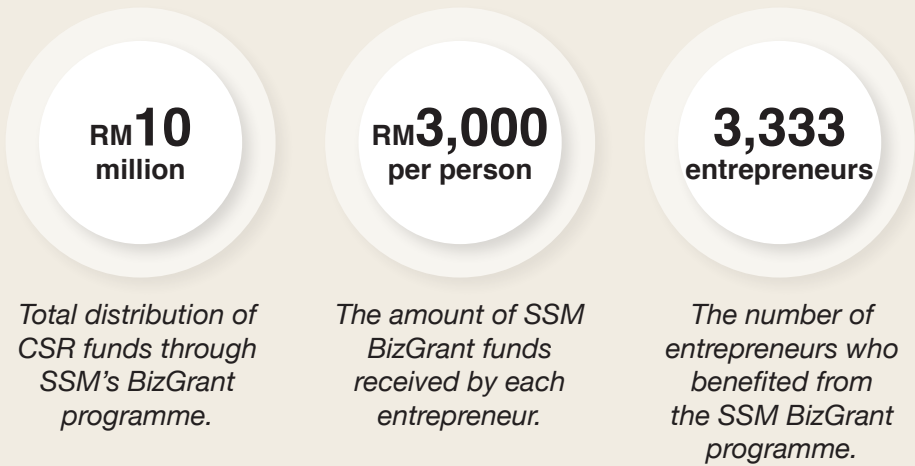 RM10
million
Total distribution of
CSR funds through
SSM's BizGrant
programme.
RM3,000
per person
The amount of SSM
BizGrant funds
received by each
entrepreneur.
3,333
entrepreneurs
The number of
entrepreneurs who
benefited from
the SSM BizGrant
programme.